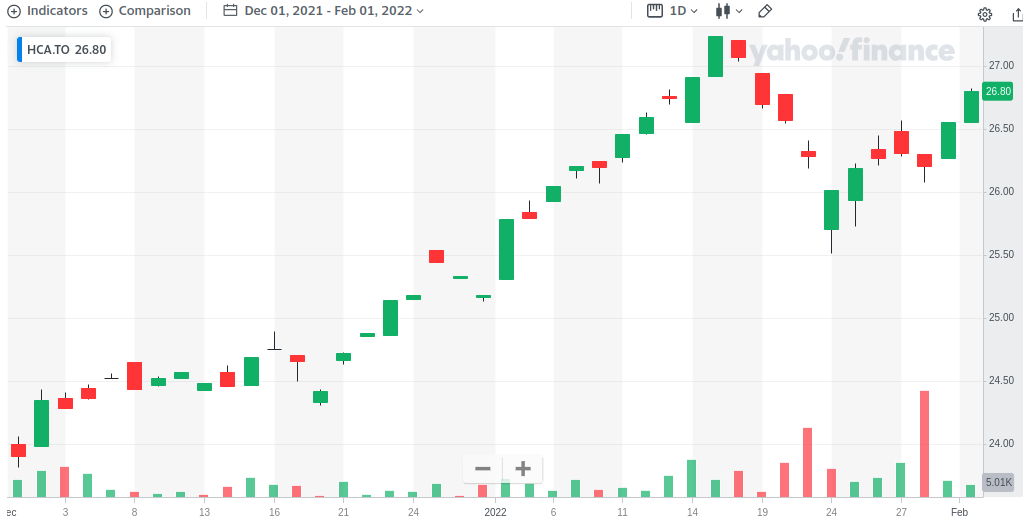 Indicators Comparison Dec 01, 2021 - Feb 01, 2022 1D
HCA.TO 26.80
yahoo!finance
27.00
26.80
26.50
26.00
25.50
25.00
24.50
24.00
5.01K
ec 3 8 13 16 21 24 29 2022 6 11 14 19 24 27 Feb